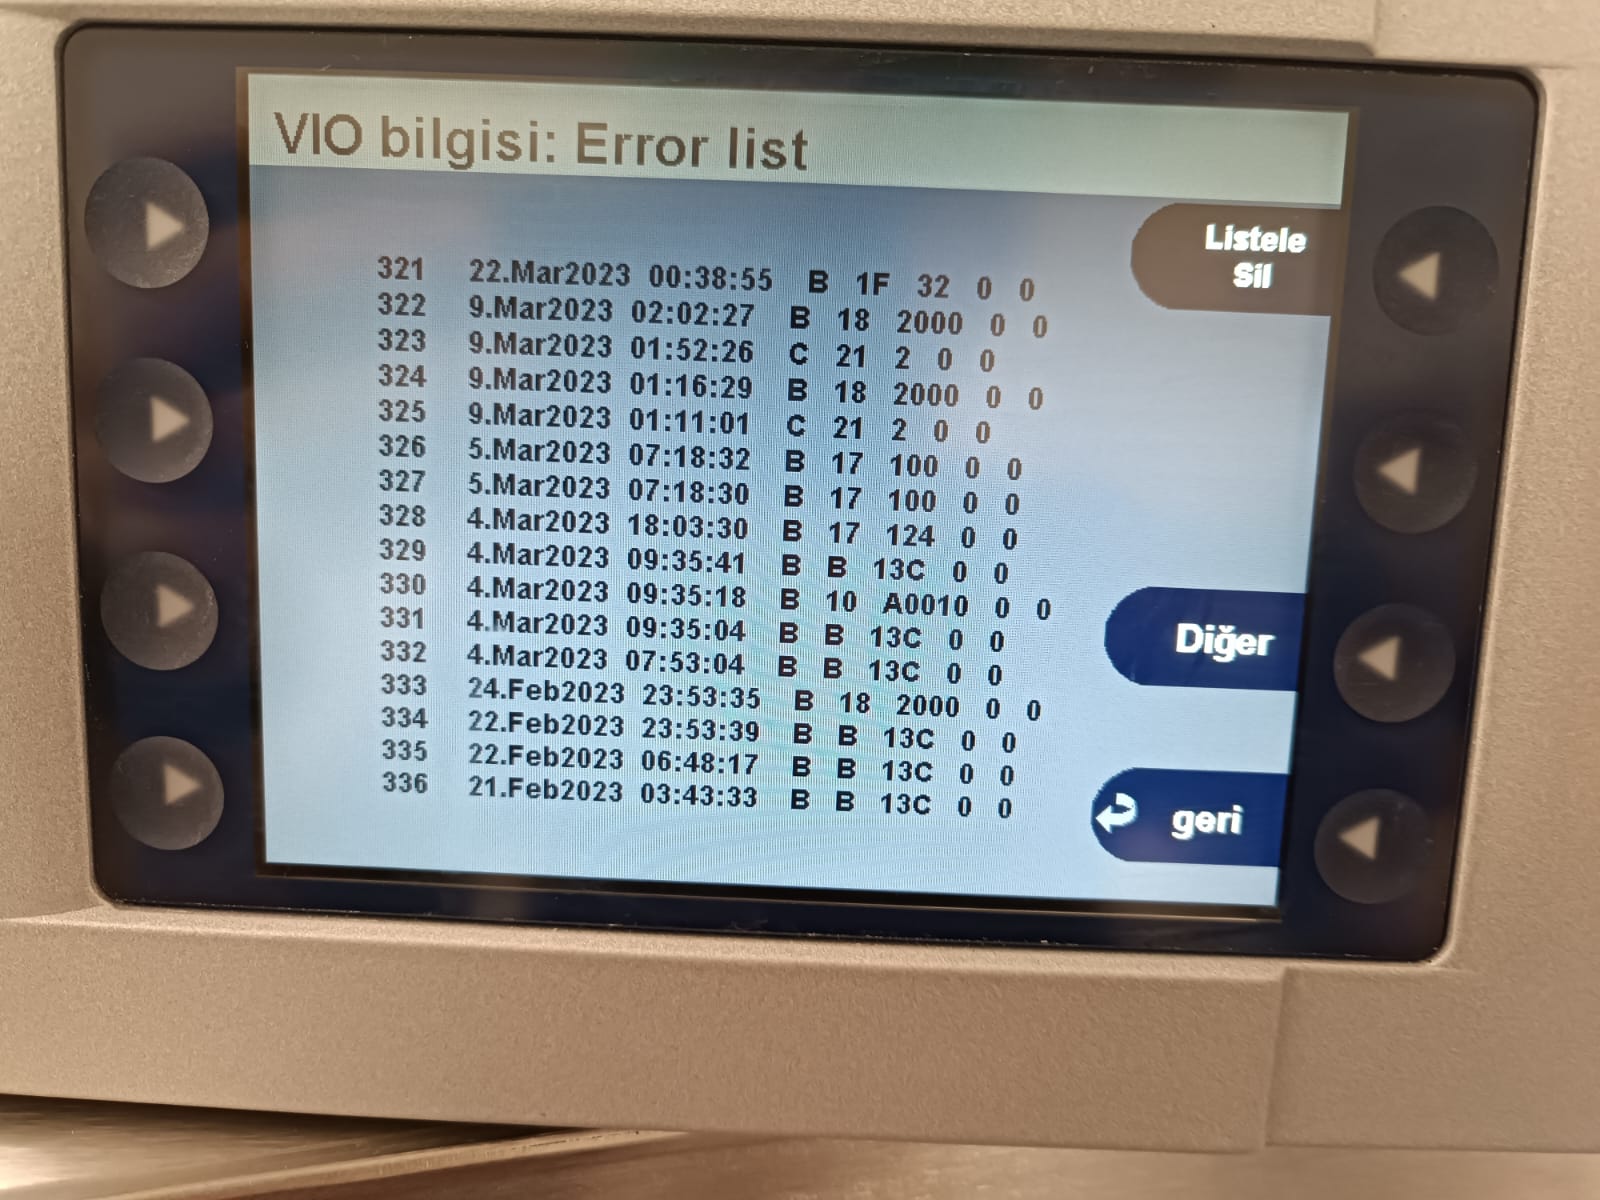 VIO bilgisi: Error list
Listele
Sil
321 22.Mar2023 00:38:55 B 1F 32 0 0
322 9.Mar2023 02:02:27 B 18 2000 0 0
323 9.Mar2023 01:52:26 C 21 2 0 0
324 9.Mar2023 01:16:29 B 18 2000 0 0
325 9.Mar2023 01:11:01 C 21 2 0 0
326 5.Mar2023 07:18:32 B 17 100 0 0
327 5.Mar2023 07:18:30 B 17 100 0 0
328 4.Mar2023 18:03:30 B 17 124 0 0
329 4.Mar2023 09:35:41 B B 13C 0 0
330 4.Mar2023 09:35:18 B 10 A0010 0 0
331 4.Mar2023 09:35:04 B B 13C 0 0
332 4.Mar2023 07:53:04 B B 13C 0 0
333 24.Feb2023 23:53:35 B 18 2000 0 0
334 22.Feb2023 23:53:39 B B 13C 0 0
335 22.Feb2023 06:48:17 B B 13C 0 0
336 21.Feb2023 03:43:33 B B 13C 0 0
Diğer
geri